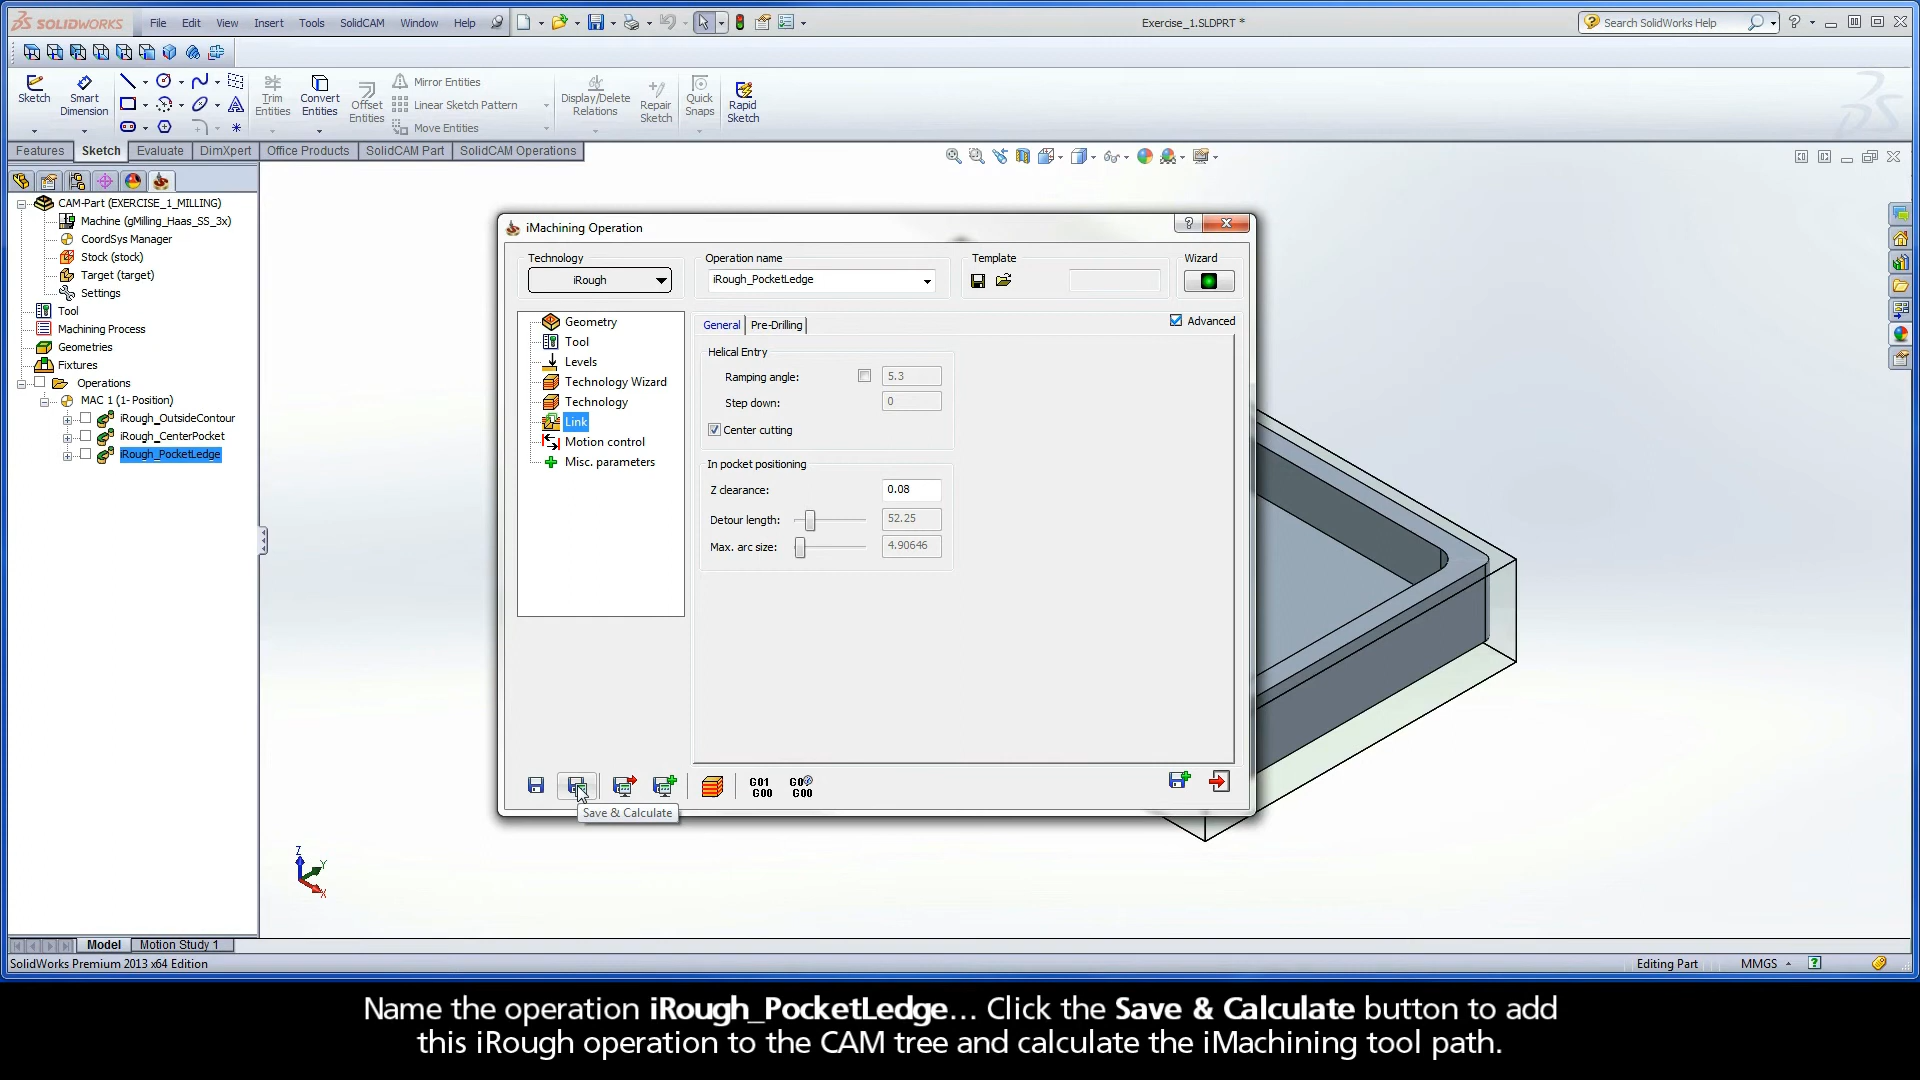 SOLIDWORKS File Edit View Insert Tools SolidCAM Window Help Exercise_1.SLDPRT * Search SolidWorks Help
Sketch Smart Dimension Trim Entities Convert Entities Offset Entities Mirror Entities Linear Sketch Pattern Move Entities Display/Delete Relations Repair Sketch Quick Snaps Rapid Sketch
Features Sketch Evaluate DimXpert Office Products SolidCAM Part SolidCAM Operations
CAM-Part (EXERCISE_1_MILLING)
Machine (gMilling_Haas_SS_3x)
CoordSys Manager
Stock (stock)
Target (target)
Settings
Tool
Machining Process
Geometries
Fixtures
Operations
MAC 1 (1- Position)
iRough_OutsideContour
iRough_CenterPocket
iRough_PocketLedge
iMachining Operation
Technology Operation name Template Wizard
iRough iRough_PocketLedge
Geometry
Tool
Levels
Technology Wizard
Technology
Link
Motion control
Misc. parameters
General Pre-Drilling Advanced
Helical Entry
Ramping angle: 5.3
Step down: 0
Center cutting
In pocket positioning
Z clearance: 0.08
Detour length: 52.25
Max. arc size: 4.90646
G01 G00 G0 G00
Save & Calculate
Z Y X
Model Motion Study 1
SolidWorks Premium 2013 x64 Edition Editing Part MMGS
Name the operation iRough_PocketLedge... Click the Save & Calculate button to add
this iRough operation to the CAM tree and calculate the iMachining tool path.